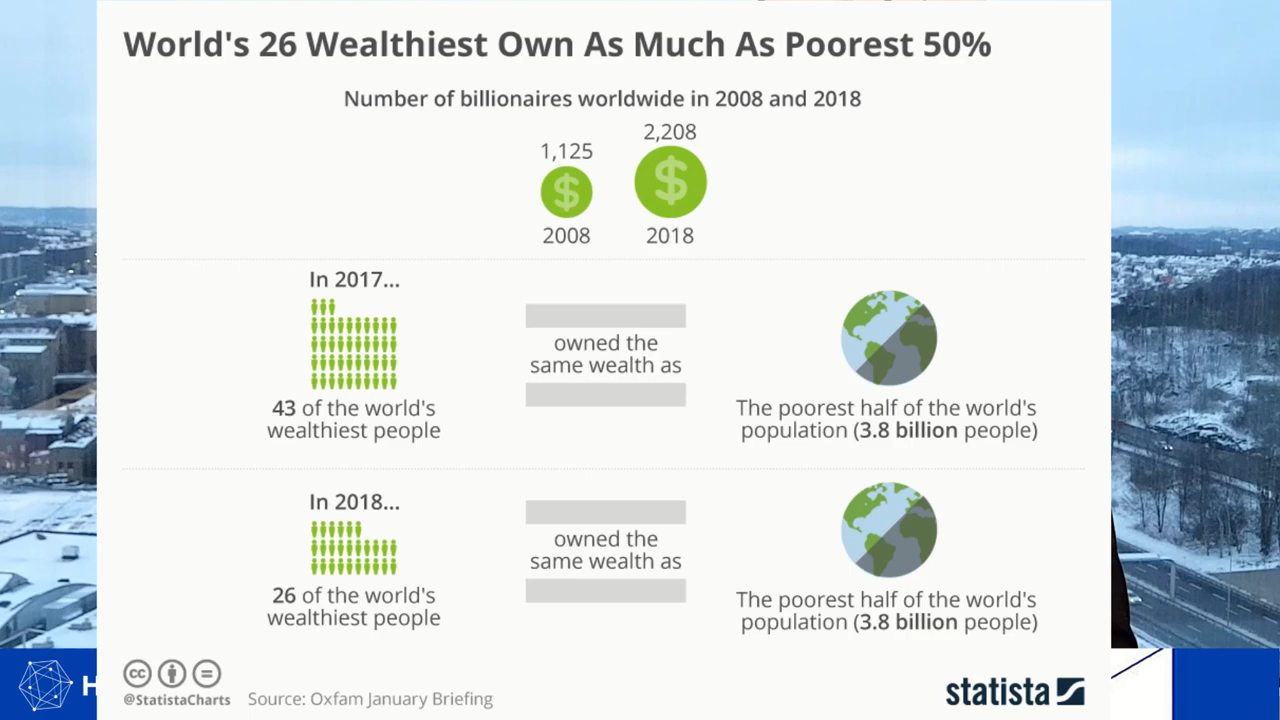 World's 26 Wealthiest Own As Much As Poorest 50%
Number of billionaires worldwide in 2008 and 2018
1,125
2,208
2008
2018
In 2017...
43 of the world's
wealthiest people
owned the
same wealth as
The poorest half of the world's
population (3.8 billion people)
In 2018...
26 of the world's
wealthiest people
owned the
same wealth as
The poorest half of the world's
population (3.8 billion people)
cc
@StatistaCharts
Source: Oxfam January Briefing
statista
H